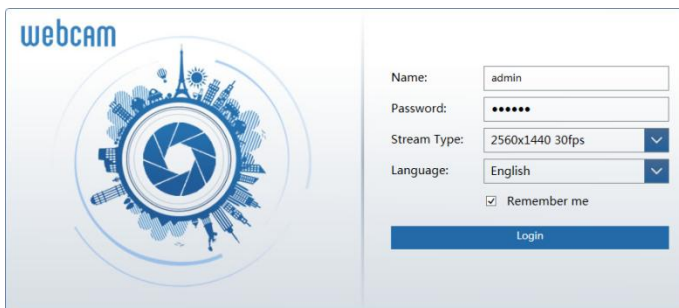 webcam
Name: admin
Password: ••••••
Stream Type: 2560x1440 30fps
Language: English
Remember me
Login